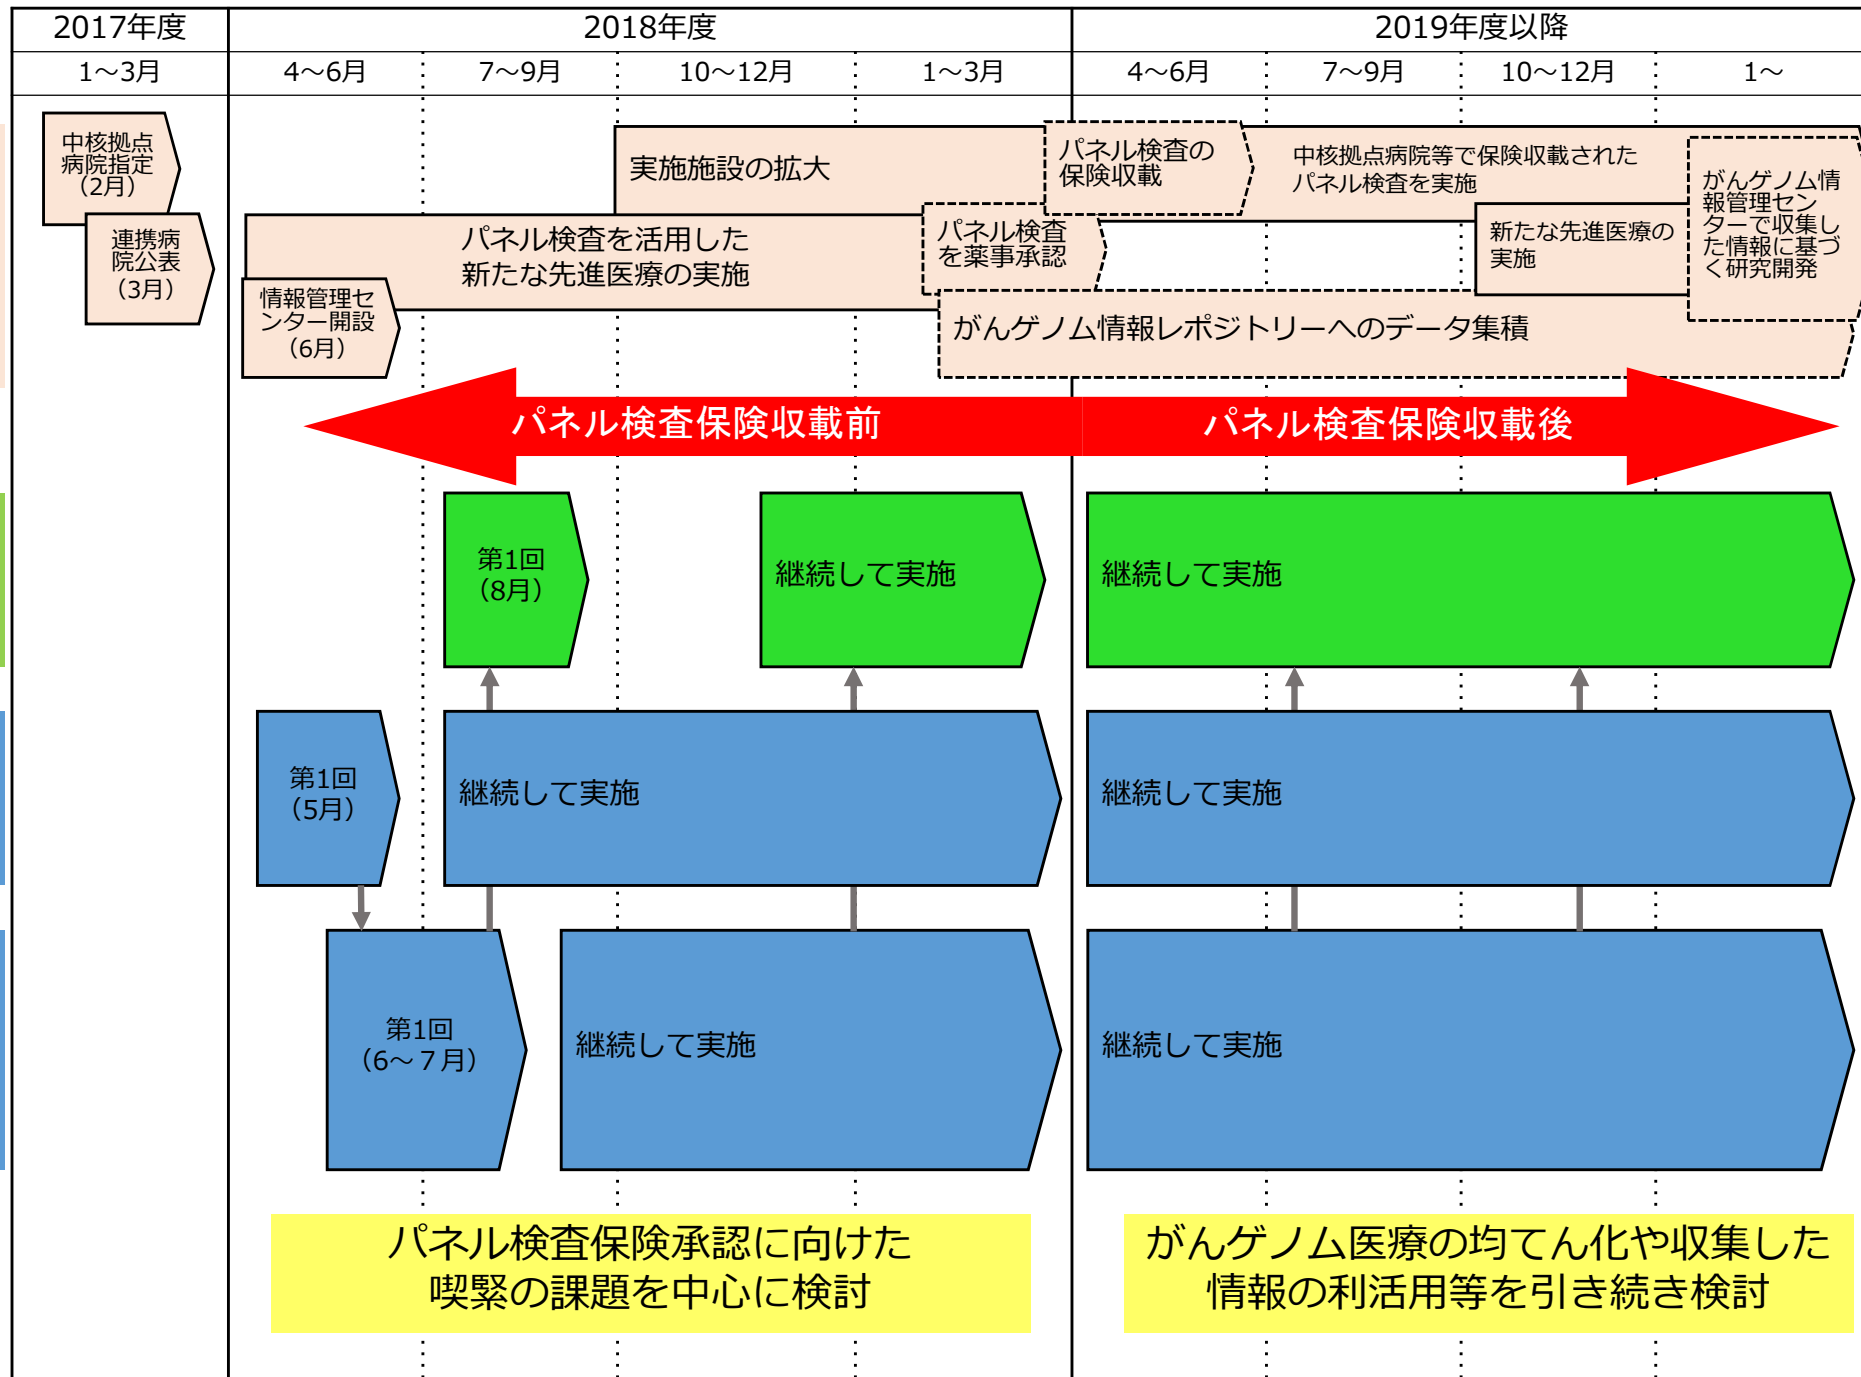 2017年度
2018年度
2019年度以降
1～3月
4～6月
7～9月
10～12月
1～3月
4～6月
7～9月
10～12月
1～
中核拠点
病院指定
（2月）
連携病
院公表
（3月）
実施施設の拡大
パネル検査の
保険収載
中核拠点病院等で保険収載された
パネル検査を実施
がんゲノム情
報管理セン
ターで収集し
た情報に基づ
く研究開発
パネル検査を活用した
新たな先進医療の実施
パネル検査
を薬事承認
新たな先進医療の
実施
情報管理セ
ンター開設
（6月）
がんゲノム情報レポジトリーへのデータ集積
パネル検査保険収載前
パネル検査保険収載後
第1回
（8月）
継続して実施
継続して実施
第1回
（5月）
継続して実施
継続して実施
第1回
（6～７月）
継続して実施
継続して実施
パネル検査保険承認に向けた
喫緊の課題を中心に検討
がんゲノム医療の均てん化や収集した
情報の利活用等を引き続き検討